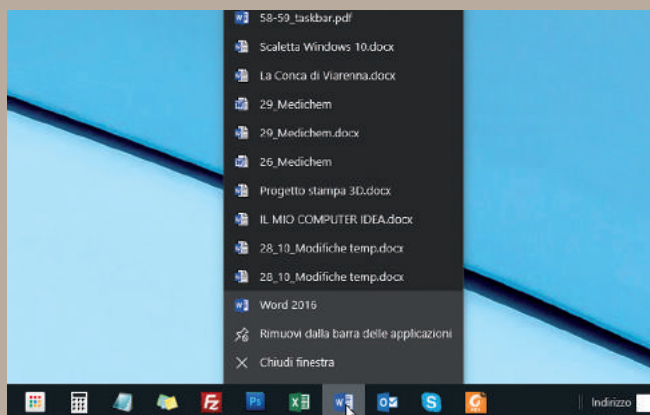 58-59_taskbar.pdf
Scaletta Windows 10.docx
La Conca di Viarenna.docx
29_Medichem
29_Medichem.docx
26_Medichem
Progetto stampa 3D.docx
IL MIO COMPUTER IDEA.docx
28_10_Modifiche temp.docx
28_10_Modifiche temp.docx
Word 2016
Rimuovi dalla barra delle applicazioni
Chiudi finestra
Indirizzo